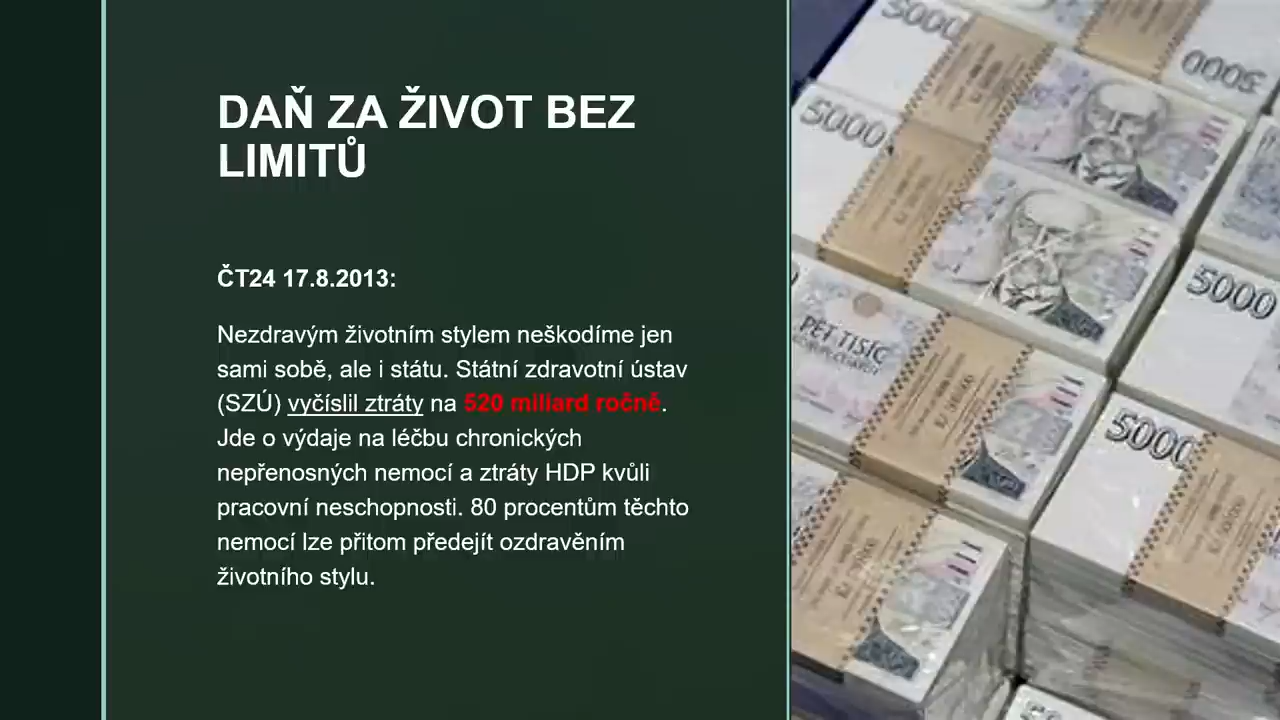 DAŇ ZA ŽIVOT BEZ
LIMITŮ
ČT24 17.8.2013:
Nezdravým životním stylem neškodíme jen
sami sobě, ale i státu. Státní zdravotní ústav
(SZÚ) vyčíslil ztráty na 520 miliard ročně.
Jde o výdaje na léčbu chronických
nepřenosných nemocí a ztráty HDP kvůli
pracovní neschopnosti. 80 procentům těchto
nemocí lze přitom předejít ozdravěním
životního stylu.
5000
5000
5000
5000
PĚT TISÍC
5000